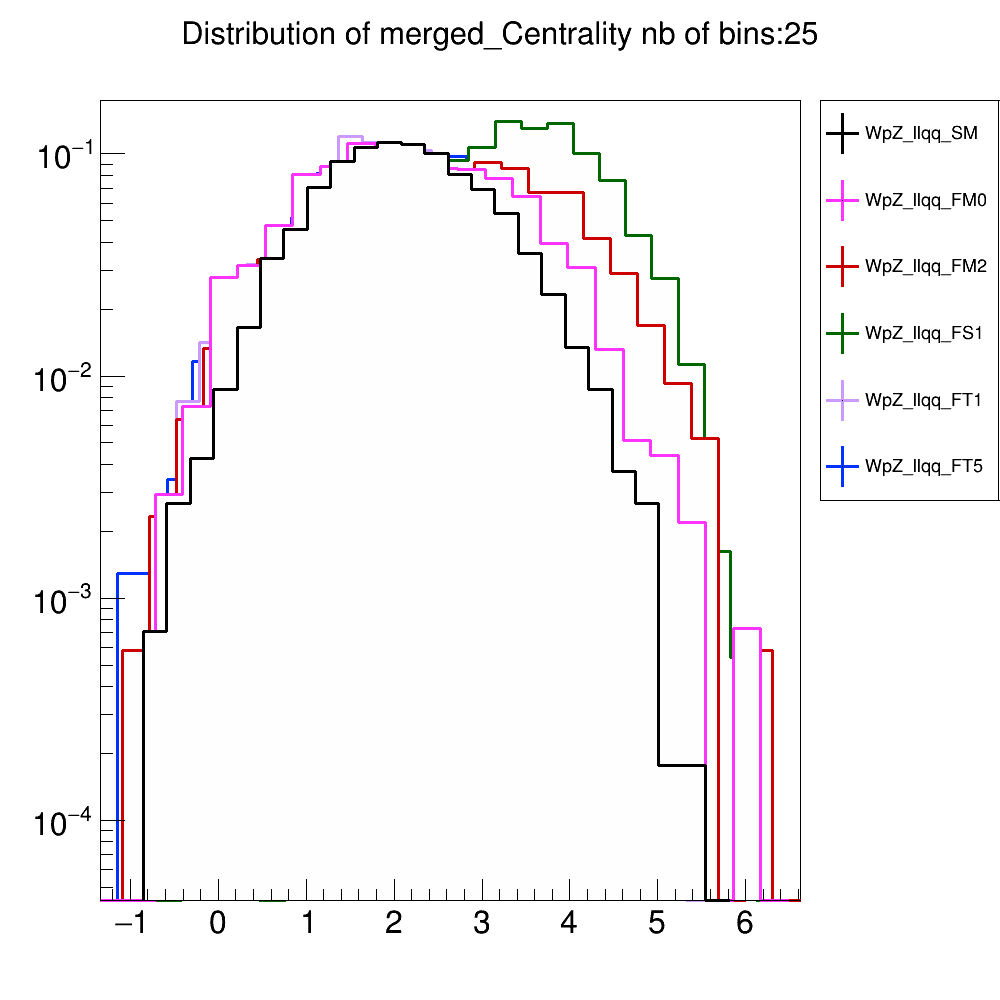 Distribution of merged_Centrality nb of bins:25
10⁻¹
10⁻²
10⁻³
10⁻⁴
−1 0 1 2 3 4 5 6
WpZ_llqq_SM
WpZ_llqq_FM0
WpZ_llqq_FM2
WpZ_llqq_FS1
WpZ_llqq_FT1
WpZ_llqq_FT5